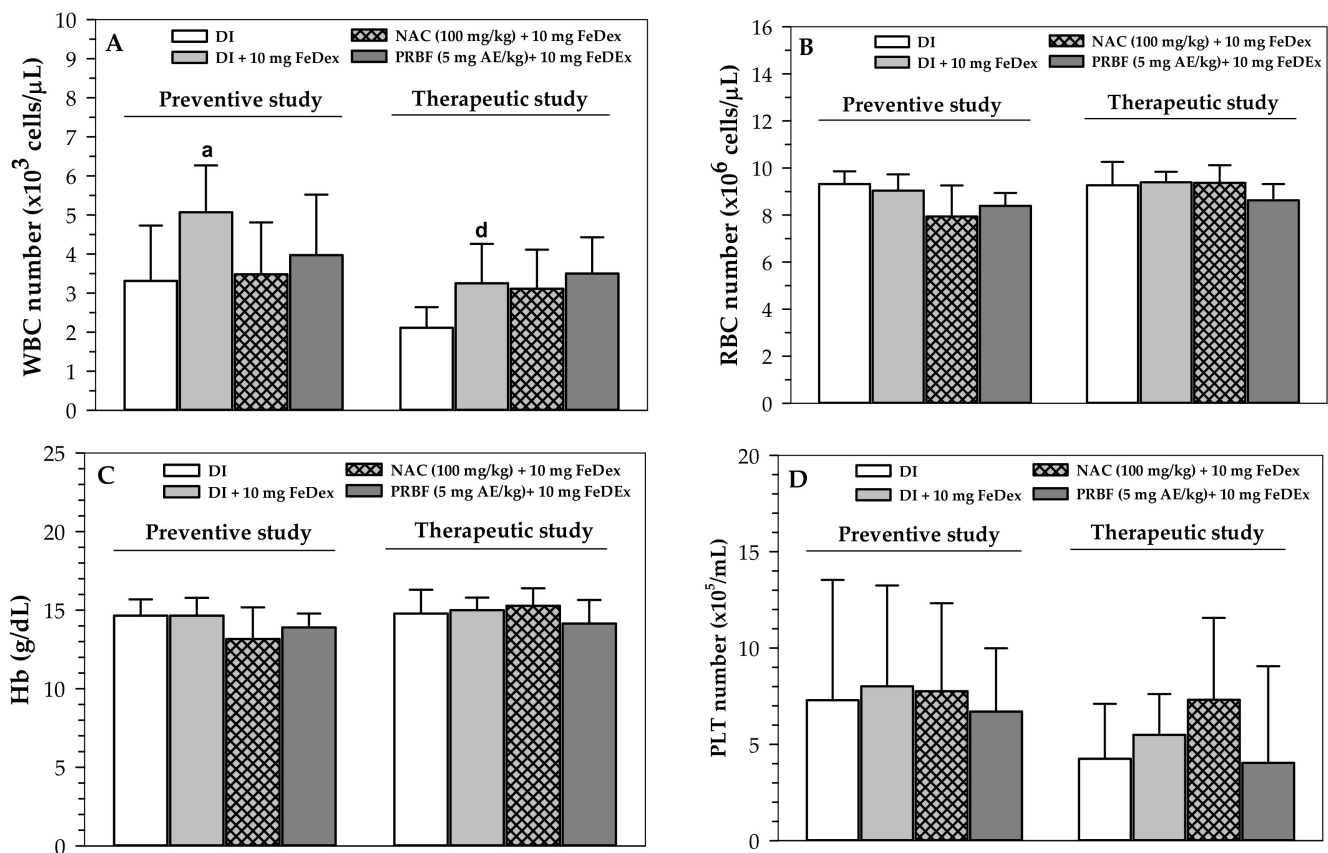 A
DI
DI + 10 mg FeDex
NAC (100 mg/kg) + 10 mg FeDex
PRBF (5 mg AE/kg)+ 10 mg FeDEx
Preventive study
Therapeutic study
a
d
WBC number (x10³ cells/µL)
10
9
8
7
6
5
4
3
2
1
0
B
DI
DI + 10 mg FeDex
NAC (100 mg/kg) + 10 mg FeDex
PRBF (5 mg AE/kg)+ 10 mg FeDEx
Preventive study
Therapeutic study
RBC number (x10⁶ cells/µL)
16
14
12
10
8
6
4
2
0
C
DI
DI + 10 mg FeDex
NAC (100 mg/kg) + 10 mg FeDex
PRBF (5 mg AE/kg)+ 10 mg FeDEx
Preventive study
Therapeutic study
Hb (g/dL)
25
20
15
10
5
0
D
DI
DI + 10 mg FeDex
NAC (100 mg/kg) + 10 mg FeDex
PRBF (5 mg AE/kg)+ 10 mg FeDEx
Preventive study
Therapeutic study
PLT number (x10⁵/mL)
20
15
10
5
0